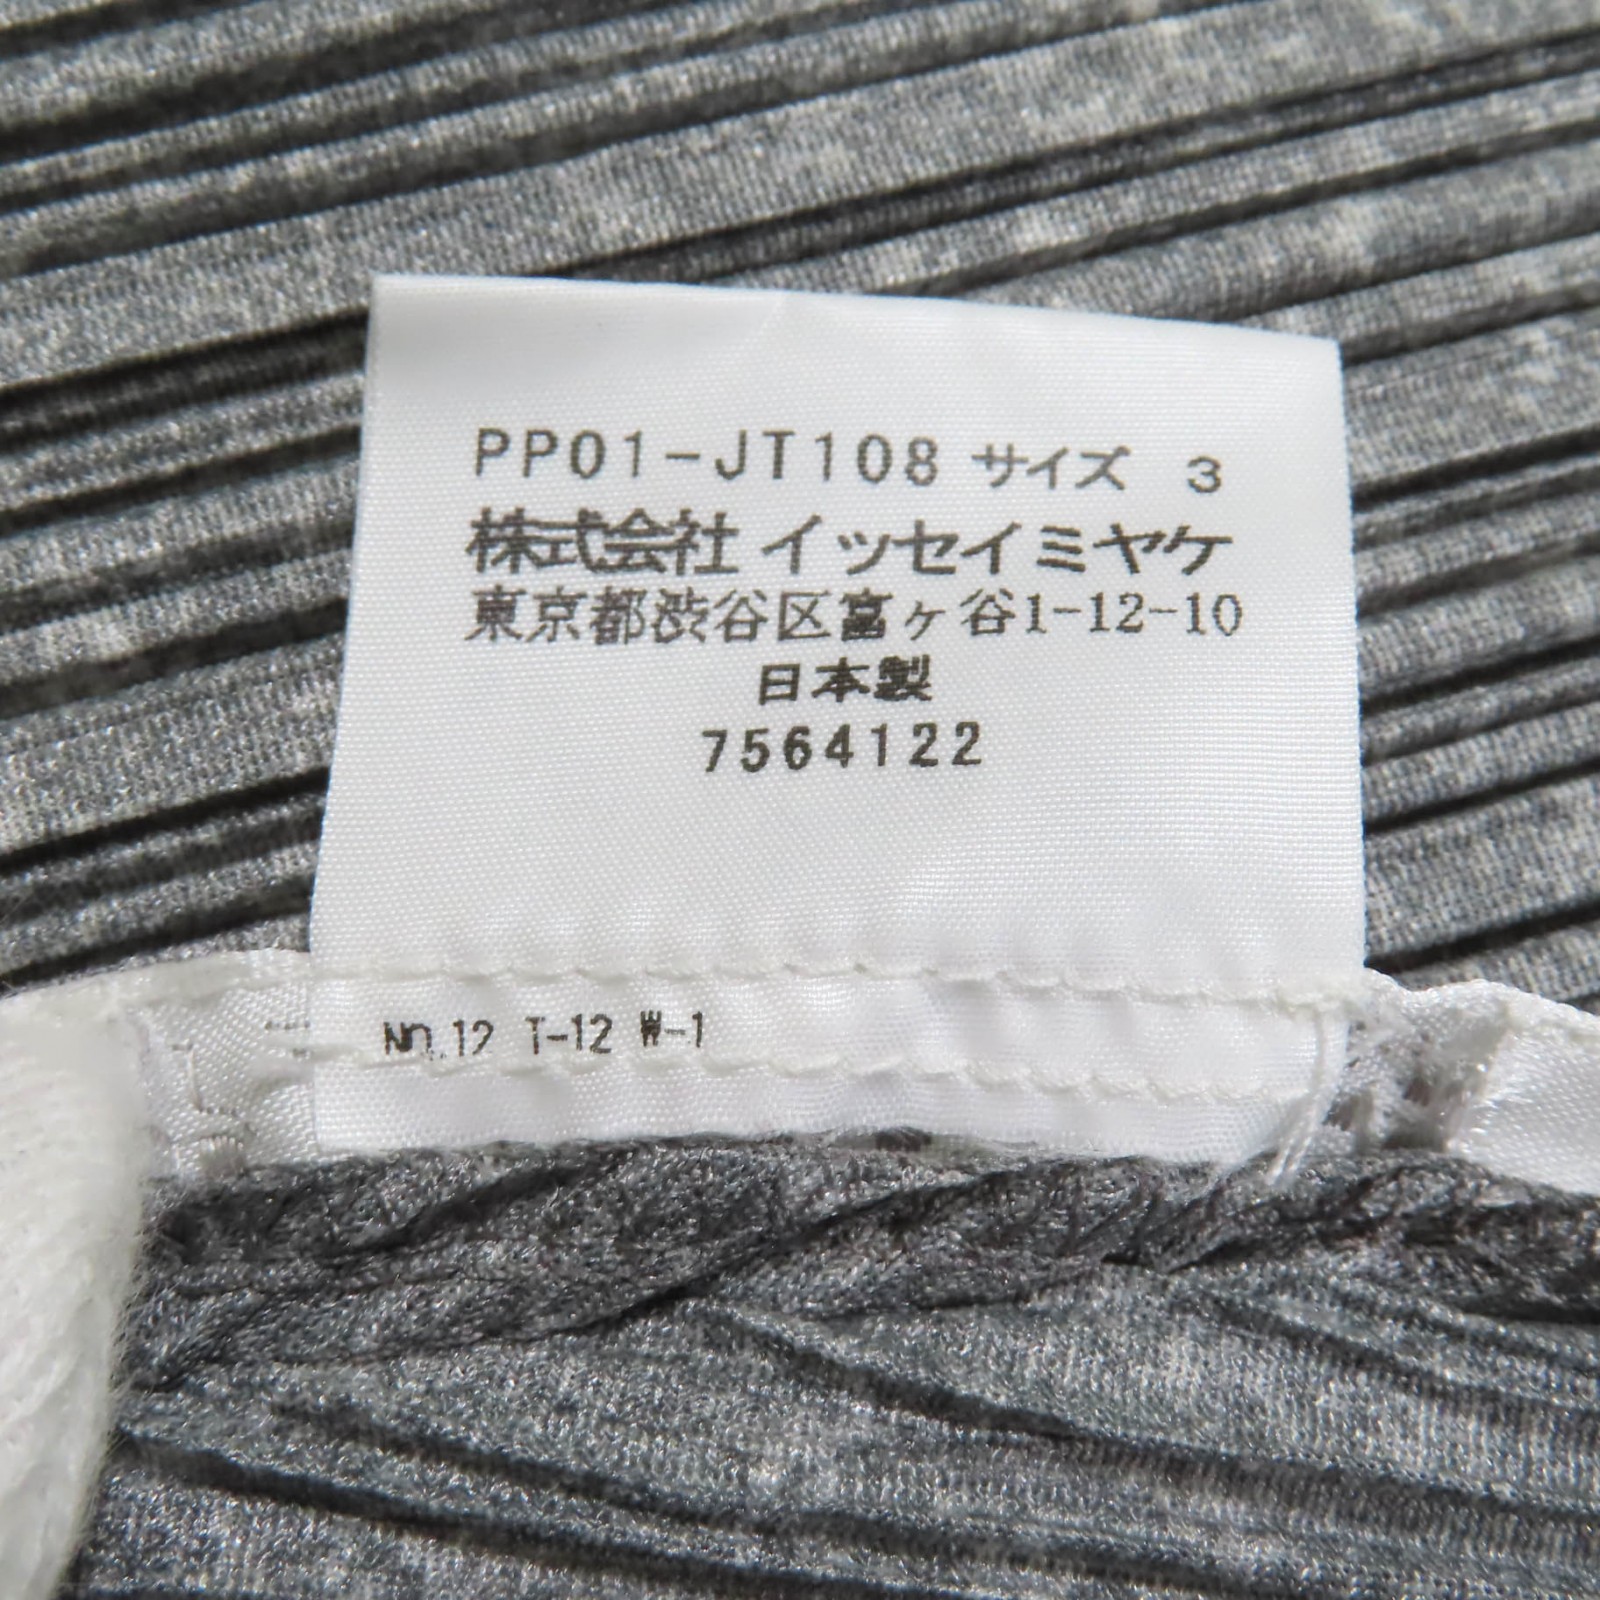 PP01-JT108 サイズ 3
株式会社 イッセイミヤケ
東京都渋谷区富ヶ谷1-12-10
日本製
7564122
NO.12 T-12 W-1